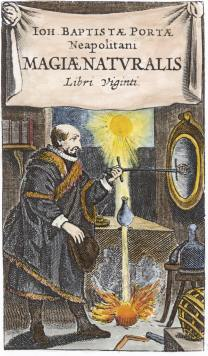 IOH. BAPTISTÆ PORTÆ
Neapolitani
MAGIÆ NATVRALIS
Libri Viginti